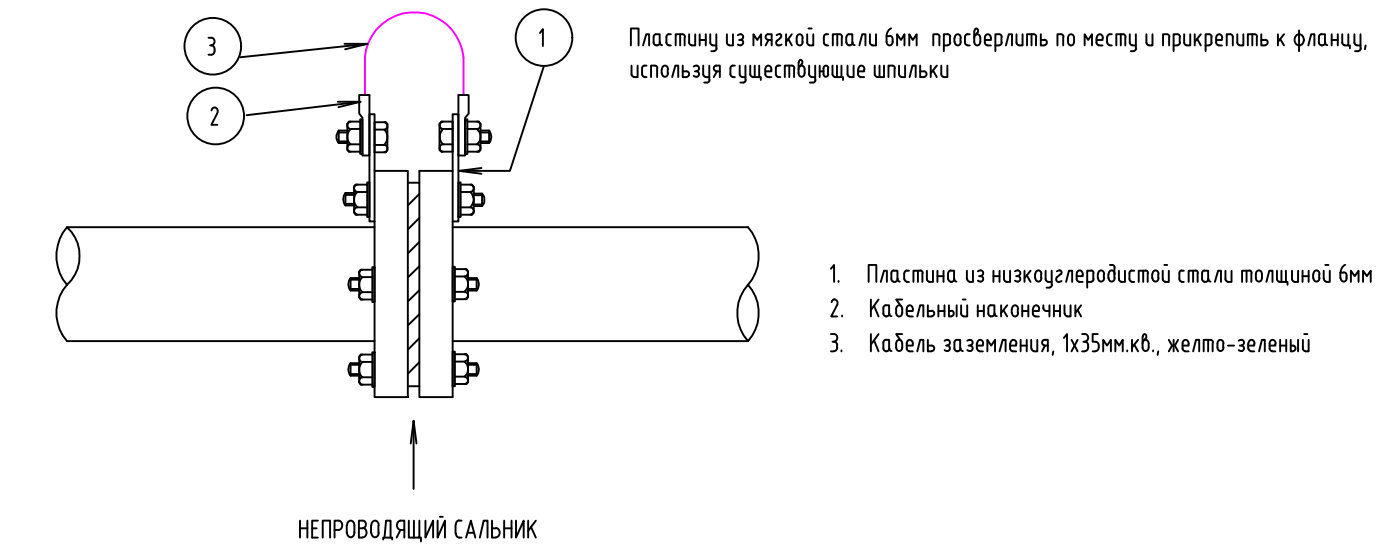 3
1
Пластину из мягкой стали 6мм просверлить по месту и прикрепить к фланцу,
используя существующие шпильки
2
1. Пластина из низкоуглеродистой стали толщиной 6мм
2. Кабельный наконечник
3. Кабель заземления, 1х35мм.кв., желто-зеленый
НЕПРОВОДЯЩИЙ САЛЬНИК